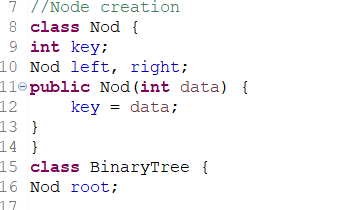 7 //Node creation
8 class Nod {
9 int key;
10 Nod left, right;
11 public Nod(int data) {
12     key = data;
13 }
14 }
15 class BinaryTree {
16 Nod root;
17